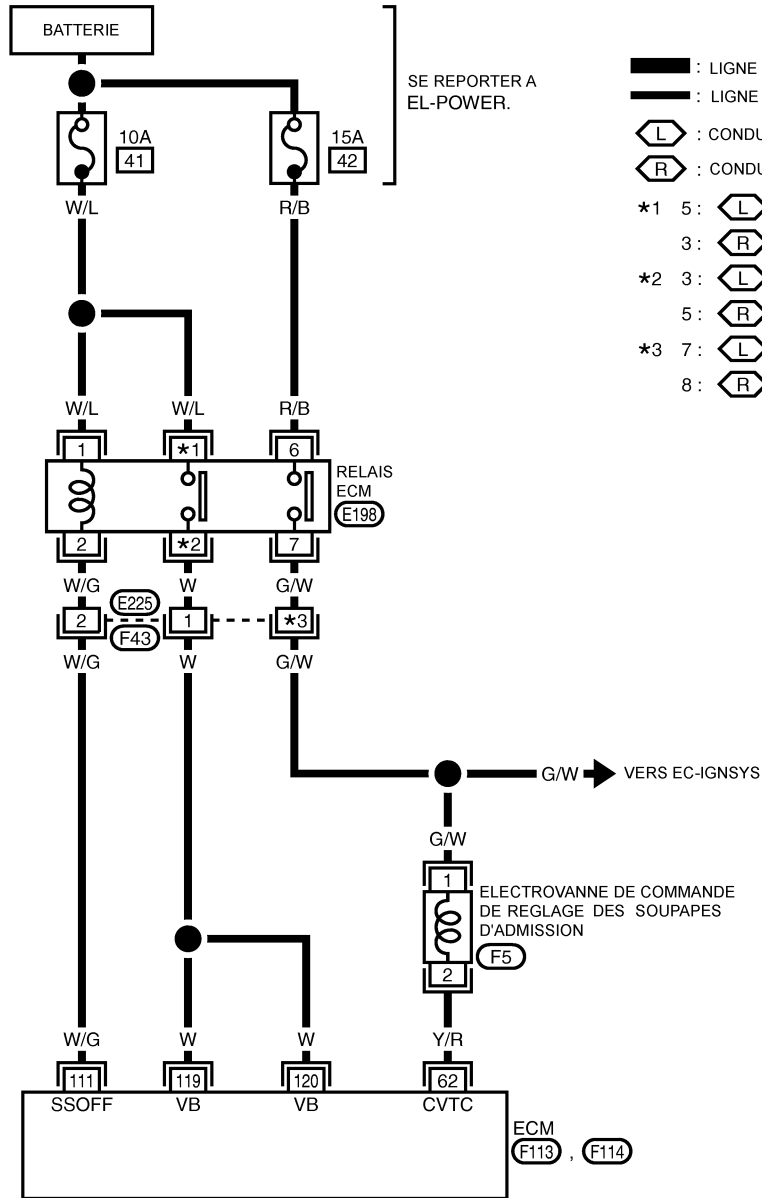 BATTERIE
SE REPORTER A
EL-POWER.
10A
41
15A
42
W/L
R/B
: LIGNE
: LIGNE
L : CONDU
R : CONDU
*1 5 : L
3 : R
*2 3 : L
5 : R
*3 7 : L
8 : R
W/L W/L R/B
1 *1 6
RELAIS
ECM
E198
2 *2 7
W/G W G/W
E225
2 1 *3
F43
W/G W G/W
G/W VERS EC-IGNSYS
G/W
1
ELECTROVANNE DE COMMANDE
DE REGLAGE DES SOUPAPES
D'ADMISSION
F5
2
W/G W W Y/R
111 119 120 62
SSOFF VB VB CVTC
ECM
F113 , F114